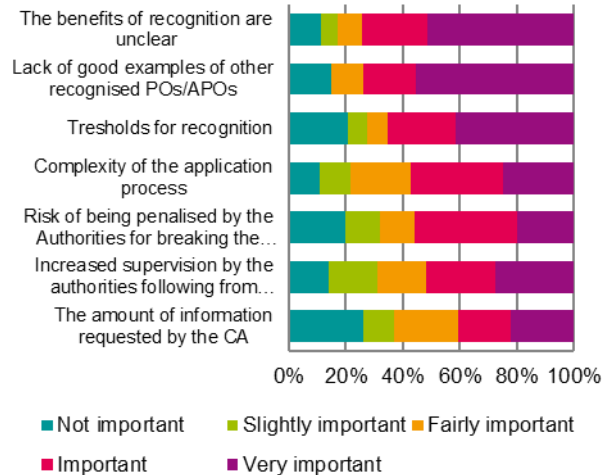 The benefits of recognition are
unclear
Lack of good examples of other
recognised POs/APOs
Tresholds for recognition
Complexity of the application
process
Risk of being penalised by the
Authorities for breaking the…
Increased supervision by the
authorities following from…
The amount of information
requested by the CA
0% 20% 40% 60% 80% 100%
Not important Slightly important Fairly important
Important Very important